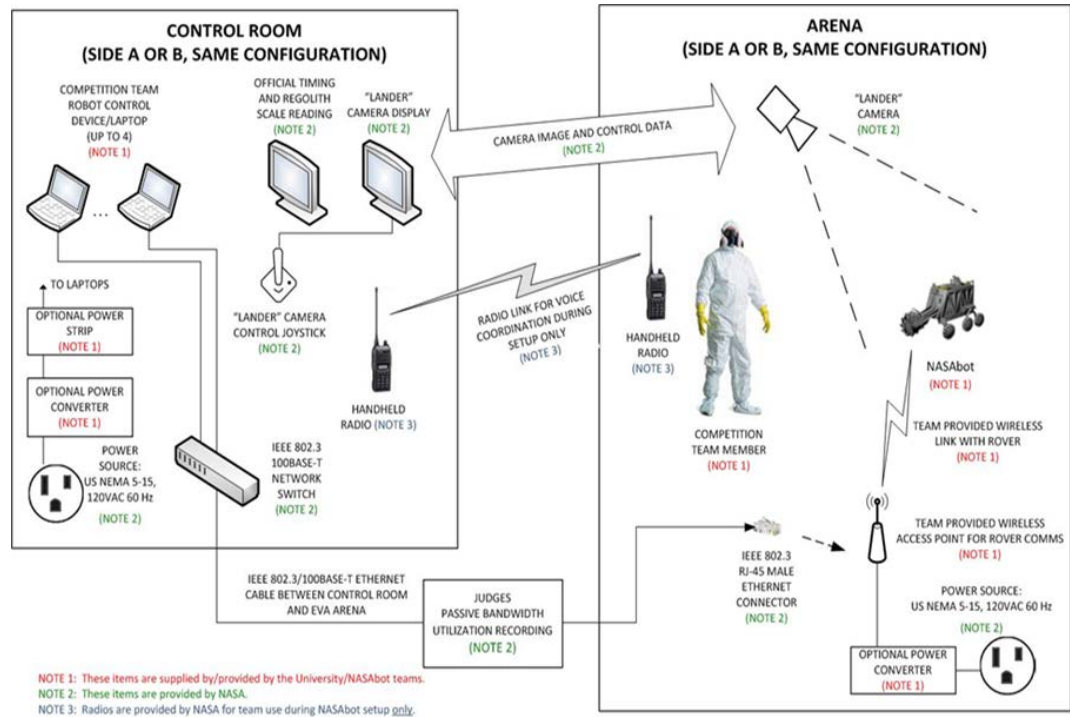 CONTROL ROOM
(SIDE A OR B, SAME CONFIGURATION)
COMPETITION TEAM
ROBOT CONTROL
DEVICE/LAPTOP
(UP TO 4)
(NOTE 1)
OFFICIAL TIMING
AND REGOLITH
SCALE READING
(NOTE 2)
"LANDER"
CAMERA DISPLAY
(NOTE 2)
...
TO LAPTOPS
OPTIONAL POWER
STRIP
(NOTE 1)
OPTIONAL POWER
CONVERTER
(NOTE 1)
POWER
SOURCE:
US NEMA 5-15,
120VAC 60 Hz
(NOTE 2)
"LANDER" CAMERA
CONTROL JOYSTICK
(NOTE 2)
HANDHELD
RADIO (NOTE 3)
IEEE 802.3
100BASE-T
NETWORK
SWITCH
(NOTE 2)
CAMERA IMAGE AND CONTROL DATA
(NOTE 2)
RADIO LINK FOR VOICE
COORDINATION DURING
SETUP ONLY
(NOTE 3)
ARENA
(SIDE A OR B, SAME CONFIGURATION)
"LANDER"
CAMERA
(NOTE 2)
HANDHELD
RADIO
(NOTE 3)
COMPETITION
TEAM MEMBER
(NOTE 1)
NASAbot
(NOTE 1)
TEAM PROVIDED WIRELESS
LINK WITH ROVER
(NOTE 1)
TEAM PROVIDED WIRELESS
ACCESS POINT FOR ROVER COMMS
(NOTE 1)
IEEE 802.3
RJ-45 MALE
ETHERNET
CONNECTOR
(NOTE 2)
POWER SOURCE:
US NEMA 5-15, 120VAC 60 Hz
(NOTE 2)
OPTIONAL POWER
CONVERTER
(NOTE 1)
IEEE 802.3/100BASE-T ETHERNET
CABLE BETWEEN CONTROL ROOM
AND EVA ARENA
JUDGES
PASSIVE BANDWIDTH
UTILIZATION RECORDING
(NOTE 2)
NOTE 1: These items are supplied by/provided by the University/NASAbot teams.
NOTE 2: These items are provided by NASA.
NOTE 3: Radios are provided by NASA for team use during NASAbot setup only.